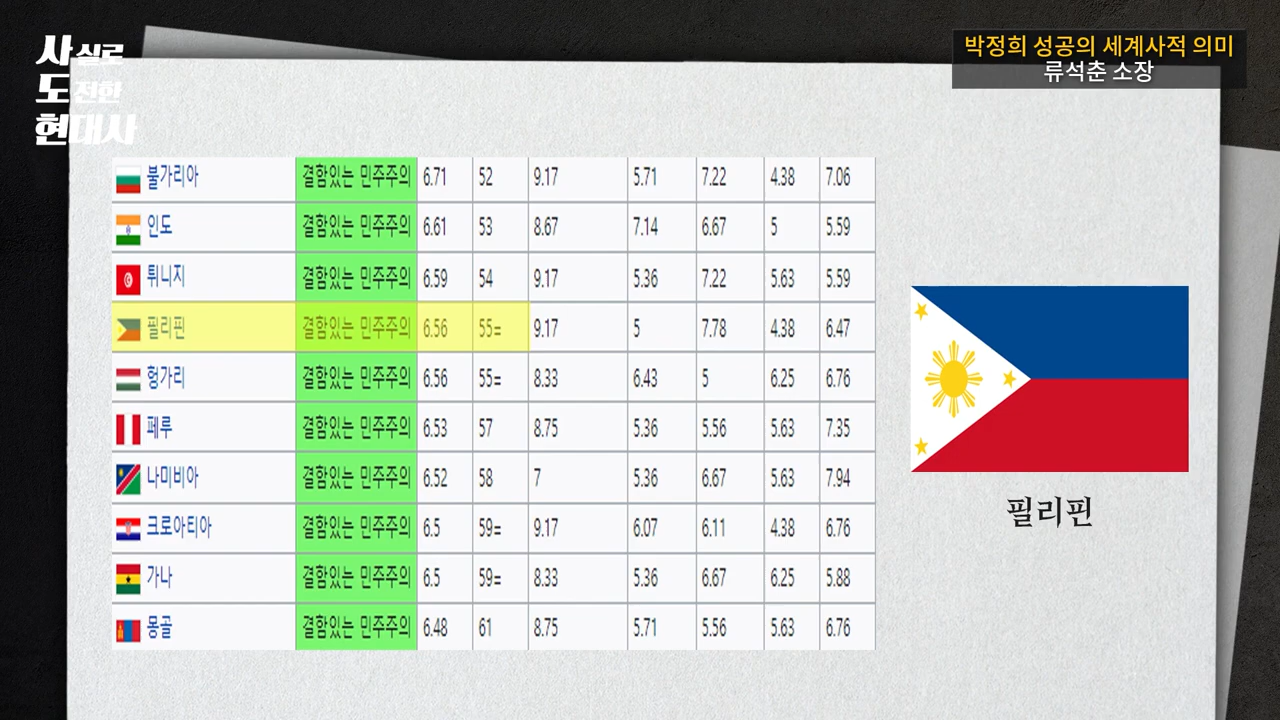 사실로
도전한
현대사
박정희 성공의 세계사적 의미
류석춘 소장
불가리아 결함있는 민주주의 6.71 52 9.17 5.71 7.22 4.38 7.06
인도 결함있는 민주주의 6.61 53 8.67 7.14 6.67 5 5.59
튀니지 결함있는 민주주의 6.59 54 9.17 5.36 7.22 5.63 5.59
필리핀 결함있는 민주주의 6.56 55= 9.17 5 7.78 4.38 6.47
헝가리 결함있는 민주주의 6.56 55= 8.33 6.43 5 6.25 6.76
페루 결함있는 민주주의 6.53 57 8.75 5.36 5.56 5.63 7.35
나미비아 결함있는 민주주의 6.52 58 7 5.36 6.67 5.63 7.94
크로아티아 결함있는 민주주의 6.5 59= 9.17 6.07 6.11 4.38 6.76
가나 결함있는 민주주의 6.5 59= 8.33 5.36 6.67 6.25 5.88
몽골 결함있는 민주주의 6.48 61 8.75 5.71 5.56 5.63 6.76
필리핀